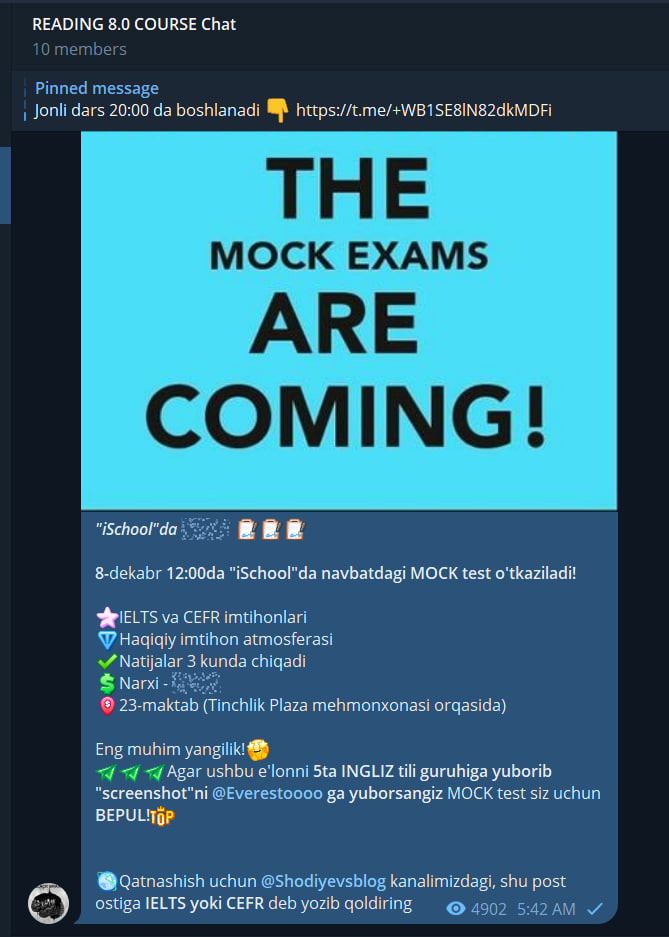 READING 8.0 COURSE Chat
10 members
Pinned message
Jonli dars 20:00 da boshlanadi 👇 https://t.me/+WB1SE8lN82dkMDFi
THE
MOCK EXAMS
ARE
COMING!
"iSchool"da
8-dekabr 12:00da "iSchool"da navbatdagi MOCK test o'tkaziladi!
IELTS va CEFR imtihonlari
Haqiqiy imtihon atmosferasi
Natijalar 3 kunda chiqadi
Narxi -
23-maktab (Tinchlik Plaza mehmonxonasi orqasida)
Eng muhim yangilik!
Agar ushbu e'lonni 5ta INGLIZ tili guruhiga yuborib
"screenshot"ni @Everestoooo ga yuborsangiz MOCK test siz uchun
BEPUL! TOP
Qatnashish uchun @Shodiyevsblog kanalimizdagi, shu post
ostiga IELTS yoki CEFR deb yozib qoldiring
4902 5:42 AM